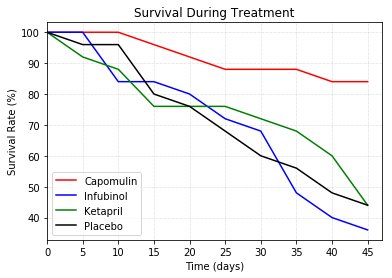 Survival During Treatment
Survival Rate (%)
100
90
80
70
60
50
40
Capomulin
Infubinol
Ketapril
Placebo
0 5 10 15 20 25 30 35 40 45
Time (days)